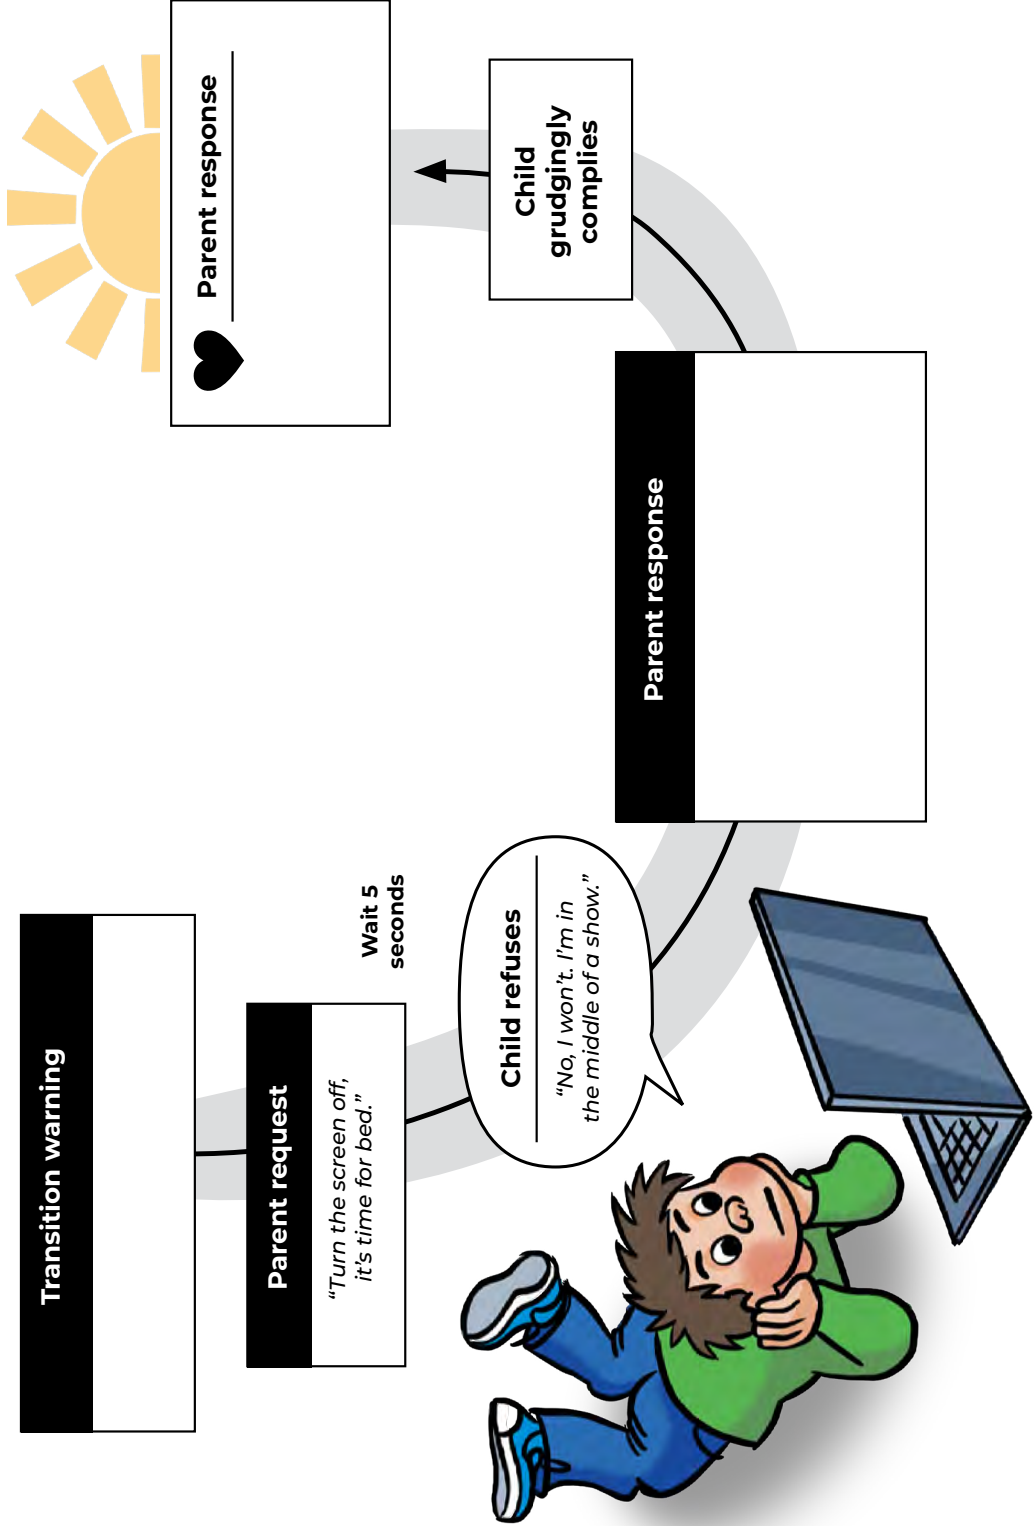 Transition warning
Parent request
“Turn the screen off,
it’s time for bed.”
Wait 5
seconds
Child refuses
“No, I won’t. I’m in
the middle of a show.”
Parent response
Child
grudgingly
complies
Parent response